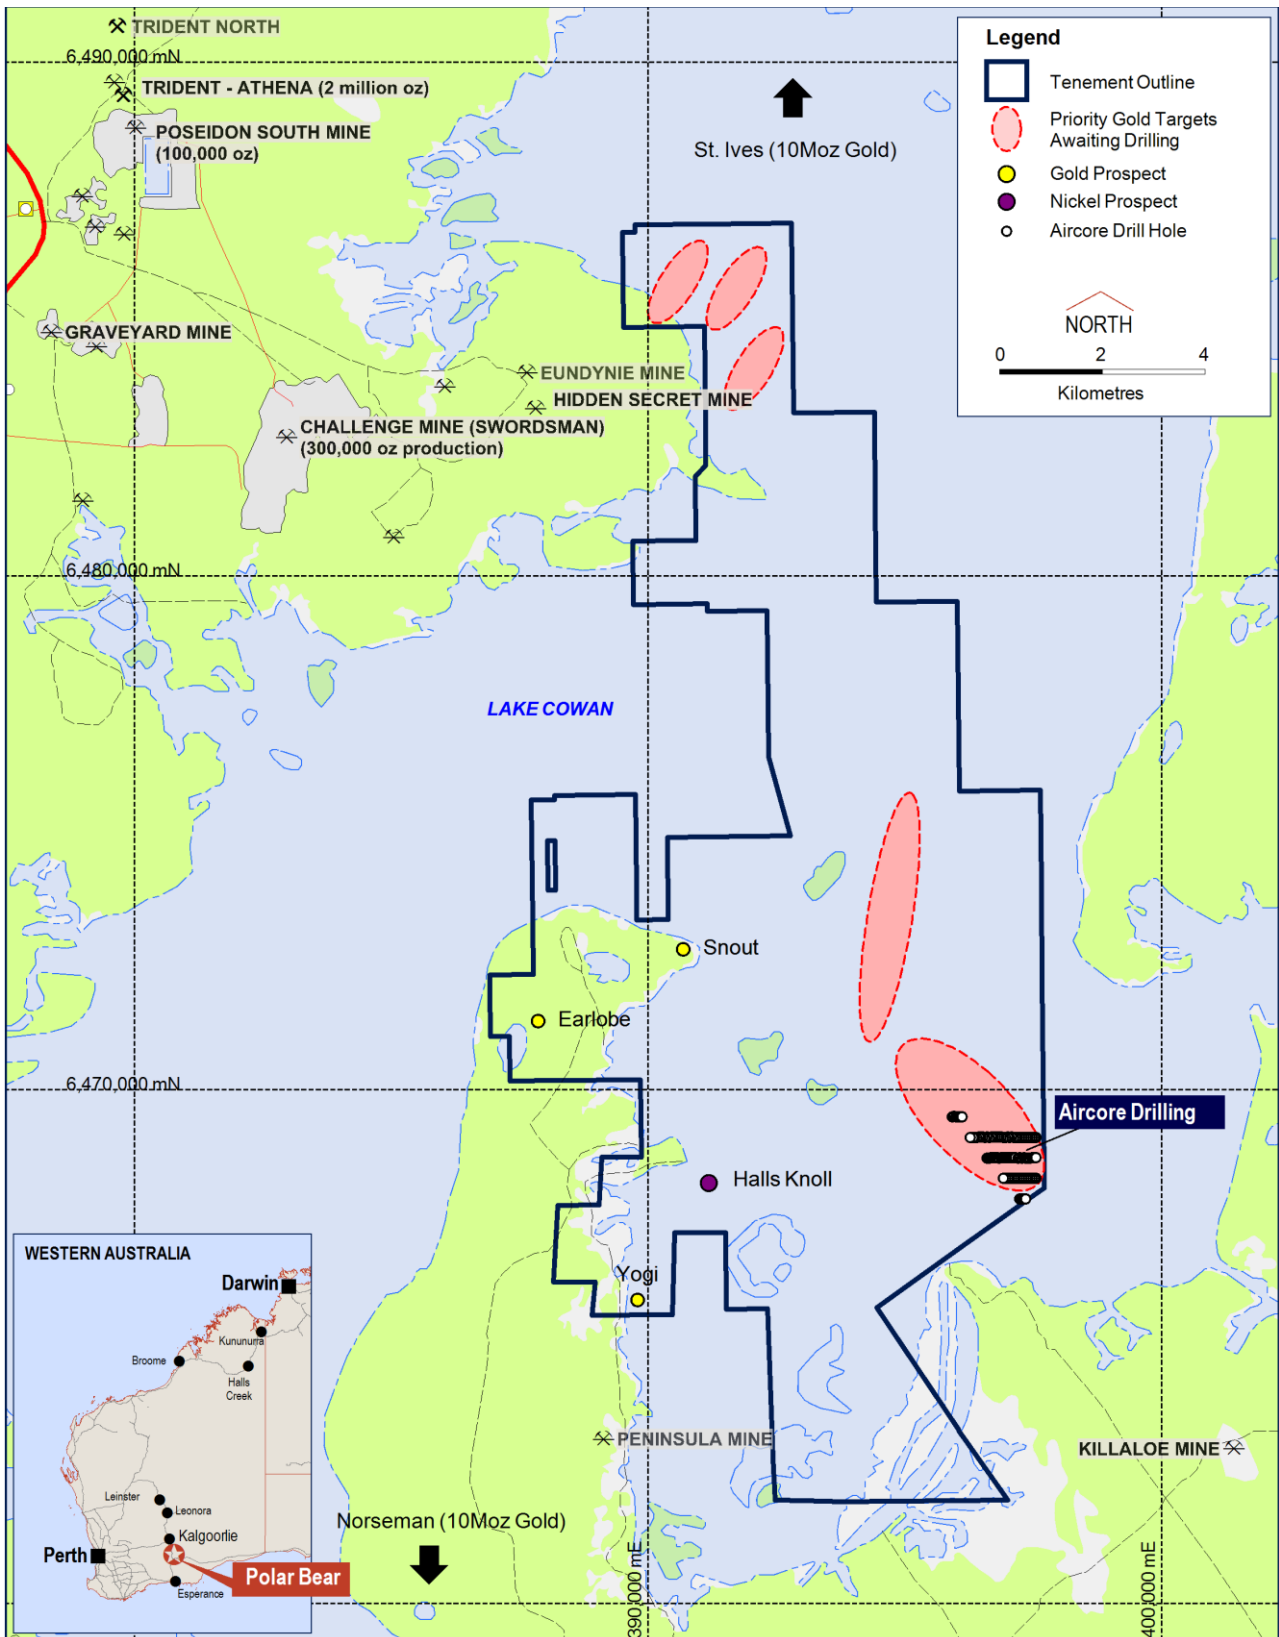 TRIDENT NORTH
6,490,000 mN
TRIDENT - ATHENA (2 million oz)
POSEIDON SOUTH MINE
(100,000 oz)
St. Ives (10Moz Gold)
Legend
Tenement Outline
Priority Gold Targets
Awaiting Drilling
Gold Prospect
Nickel Prospect
Aircore Drill Hole
NORTH
0 2 4
Kilometres
GRAVEYARD MINE
EUNDYNIE MINE
HIDDEN SECRET MINE
CHALLENGE MINE (SWORDSMAN)
(300,000 oz production)
6,480,000 mN
LAKE COWAN
Snout
Earlobe
6,470,000 mN
Aircore Drilling
Halls Knoll
Yogi
PENINSULA MINE
KILLALOE MINE
Norseman (10Moz Gold)
390,000 mE
400,000 mE
WESTERN AUSTRALIA
Darwin
Kununurra
Broome
Halls
Creek
Leinster
Leonora
Kalgoorlie
Perth
Polar Bear
Esperance